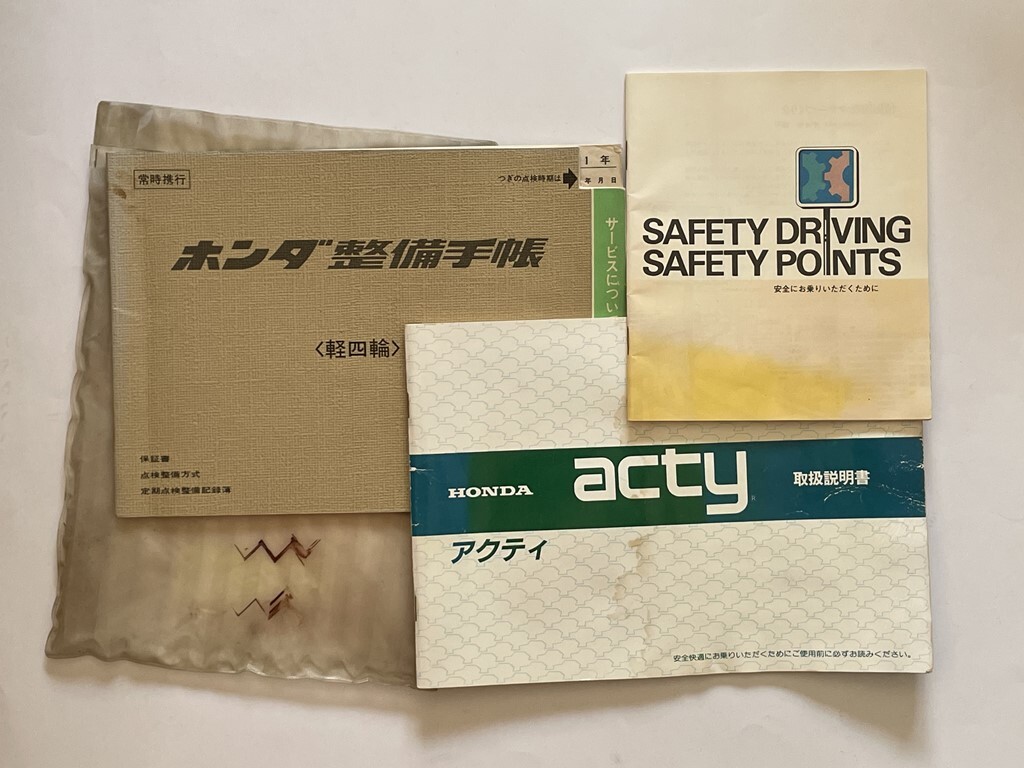 常時携行
つぎの点検時期は
1 年
年 月 日
ホンダ 整備手帳
サービスについ
〈軽四輪〉
保証書
点検整備方式
定期点検整備記録簿
SAFETY DRIVING
SAFETY POINTS
安全にお乗りいただくために
HONDA acty 取扱説明書
アクティ
安全快適にお乗りいただくためにご使用前に必ずお読みください。